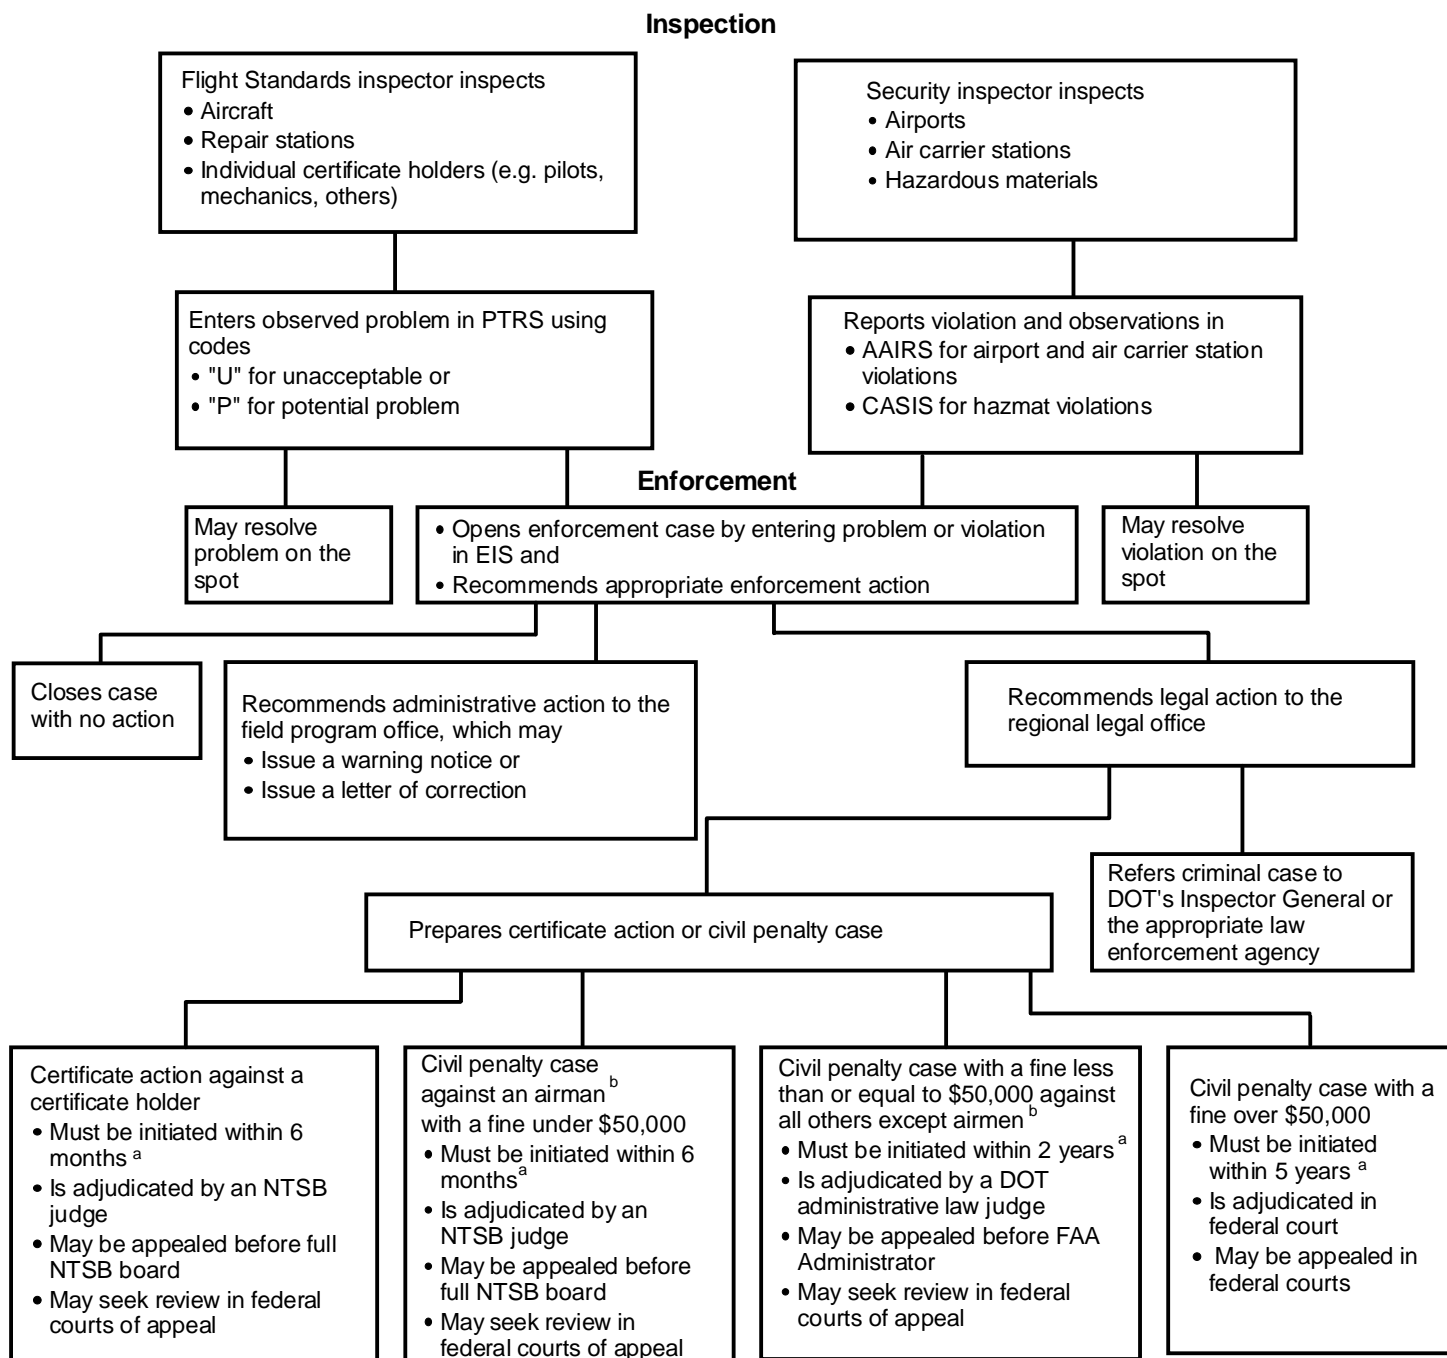 Inspection
Flight Standards inspector inspects
• Aircraft
• Repair stations
• Individual certificate holders (e.g. pilots,
mechanics, others)
Security inspector inspects
• Airports
• Air carrier stations
• Hazardous materials
Enters observed problem in PTRS using
codes
• "U" for unacceptable or
• "P" for potential problem
Reports violation and observations in
• AAIRS for airport and air carrier station
violations
• CASIS for hazmat violations
Enforcement
May resolve
problem on the
spot
• Opens enforcement case by entering problem or violation
in EIS and
• Recommends appropriate enforcement action
May resolve
violation on the
spot
Closes case
with no action
Recommends administrative action to the
field program office, which may
• Issue a warning notice or
• Issue a letter of correction
Recommends legal action to the
regional legal office
Refers criminal case to
DOT's Inspector General or
the appropriate law
enforcement agency
Prepares certificate action or civil penalty case
Certificate action against a
certificate holder
• Must be initiated within 6
months a
• Is adjudicated by an NTSB
judge
• May be appealed before full
NTSB board
• May seek review in federal
courts of appeal
Civil penalty case
against an airman b
with a fine under $50,000
• Must be initiated within 6
months a
• Is adjudicated by an
NTSB judge
• May be appealed before
full NTSB board
• May seek review in
federal courts of appeal
Civil penalty case with a fine less
than or equal to $50,000 against
all others except airmen b
• Must be initiated within 2 years a
• Is adjudicated by a DOT
administrative law judge
• May be appealed before FAA
Administrator
• May seek review in federal
courts of appeal
Civil penalty case with a
fine over $50,000
• Must be initiated
within 5 years a
• Is adjudicated in
federal court
• May be appealed in
federal courts